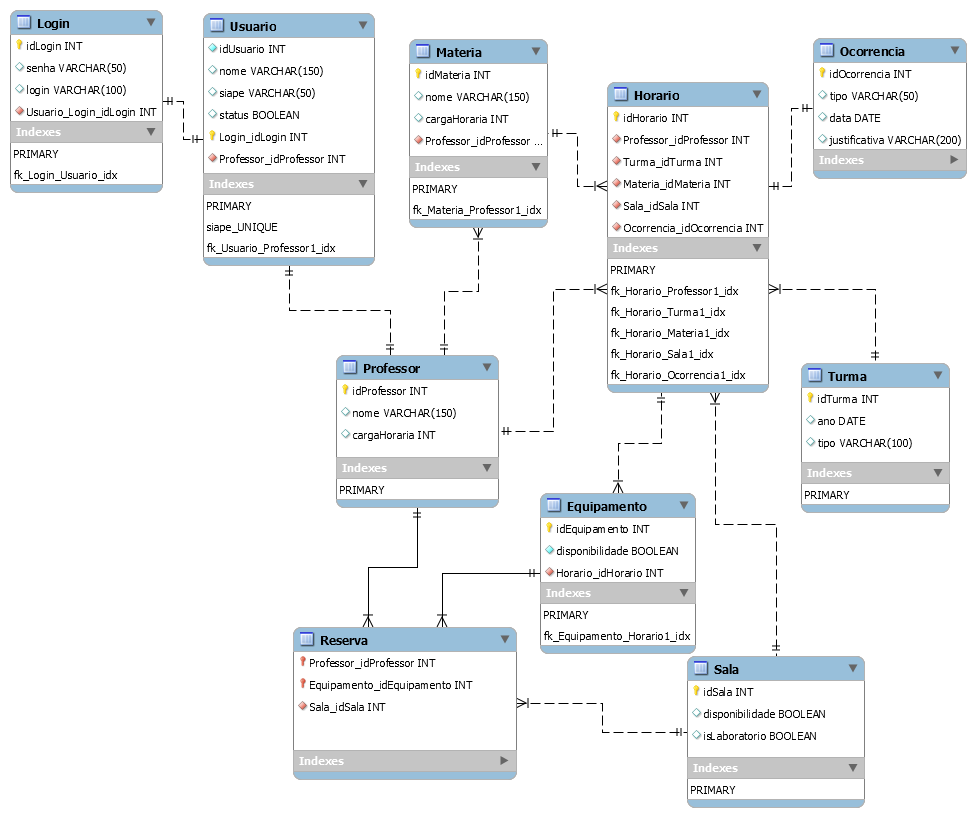 Login
idLogin INT
senha VARCHAR(50)
login VARCHAR(100)
Usuario_Login_idLogin INT
Indexes
PRIMARY
fk_Login_Usuario_idx
Usuario
idUsuario INT
nome VARCHAR(150)
siape VARCHAR(50)
status BOOLEAN
Login_idLogin INT
Professor_idProfessor INT
Indexes
PRIMARY
siape_UNIQUE
fk_Usuario_Professor1_idx
Materia
idMateria INT
nome VARCHAR(150)
cargaHoraria INT
Professor_idProfessor ...
Indexes
PRIMARY
fk_Materia_Professor1_idx
Horario
idHorario INT
Professor_idProfessor INT
Turma_idTurma INT
Materia_idMateria INT
Sala_idSala INT
Ocorrencia_idOcorrencia INT
Indexes
PRIMARY
fk_Horario_Professor1_idx
fk_Horario_Turma1_idx
fk_Horario_Materia1_idx
fk_Horario_Sala1_idx
fk_Horario_Ocorrencia1_idx
Ocorrencia
idOcorrencia INT
tipo VARCHAR(50)
data DATE
justificativa VARCHAR(200)
Indexes
Professor
idProfessor INT
nome VARCHAR(150)
cargaHoraria INT
Indexes
PRIMARY
Turma
idTurma INT
ano DATE
tipo VARCHAR(100)
Indexes
PRIMARY
Equipamento
idEquipamento INT
disponibilidade BOOLEAN
Horario_idHorario INT
Indexes
PRIMARY
fk_Equipamento_Horario1_idx
Reserva
Professor_idProfessor INT
Equipamento_idEquipamento INT
Sala_idSala INT
Indexes
Sala
idSala INT
disponibilidade BOOLEAN
isLaboratorio BOOLEAN
Indexes
PRIMARY